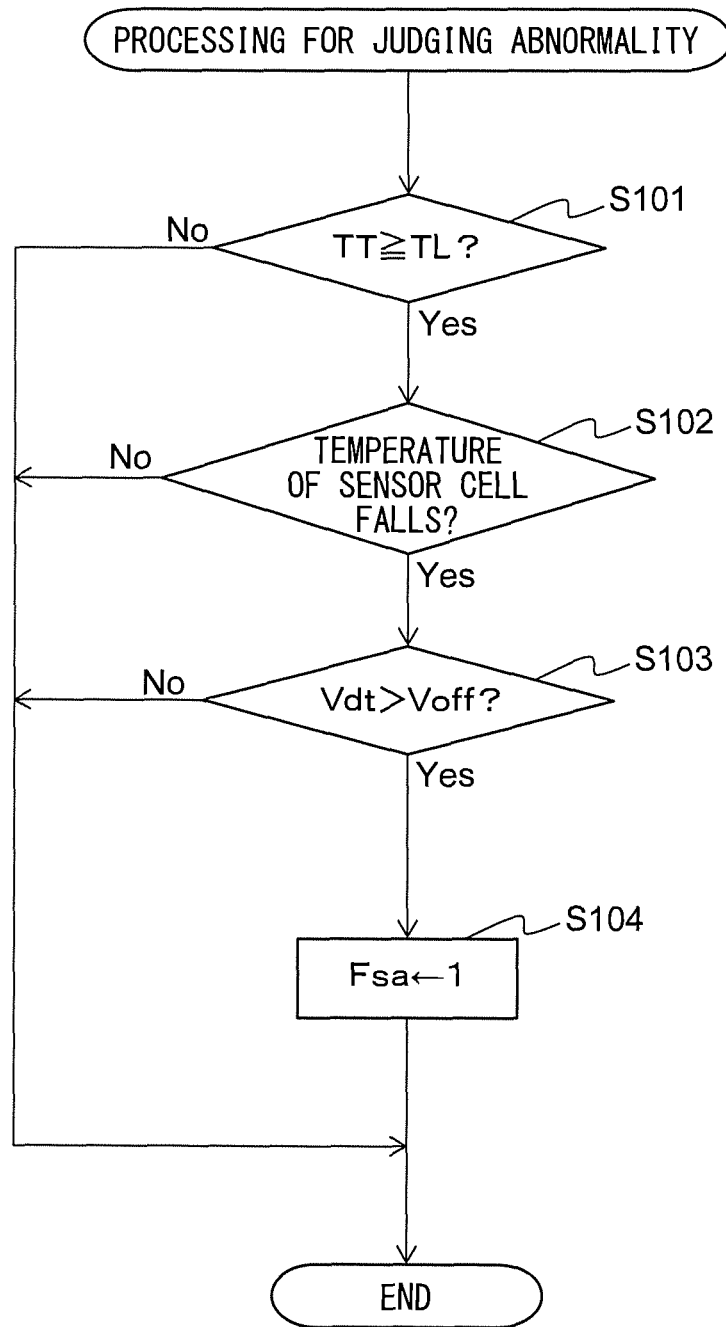 PROCESSING FOR JUDGING ABNORMALITY
S101
No
TT≧TL?
Yes
S102
No
TEMPERATURE
OF SENSOR CELL
FALLS?
Yes
S103
No
Vdt>Voff?
Yes
S104
Fsa←1
END